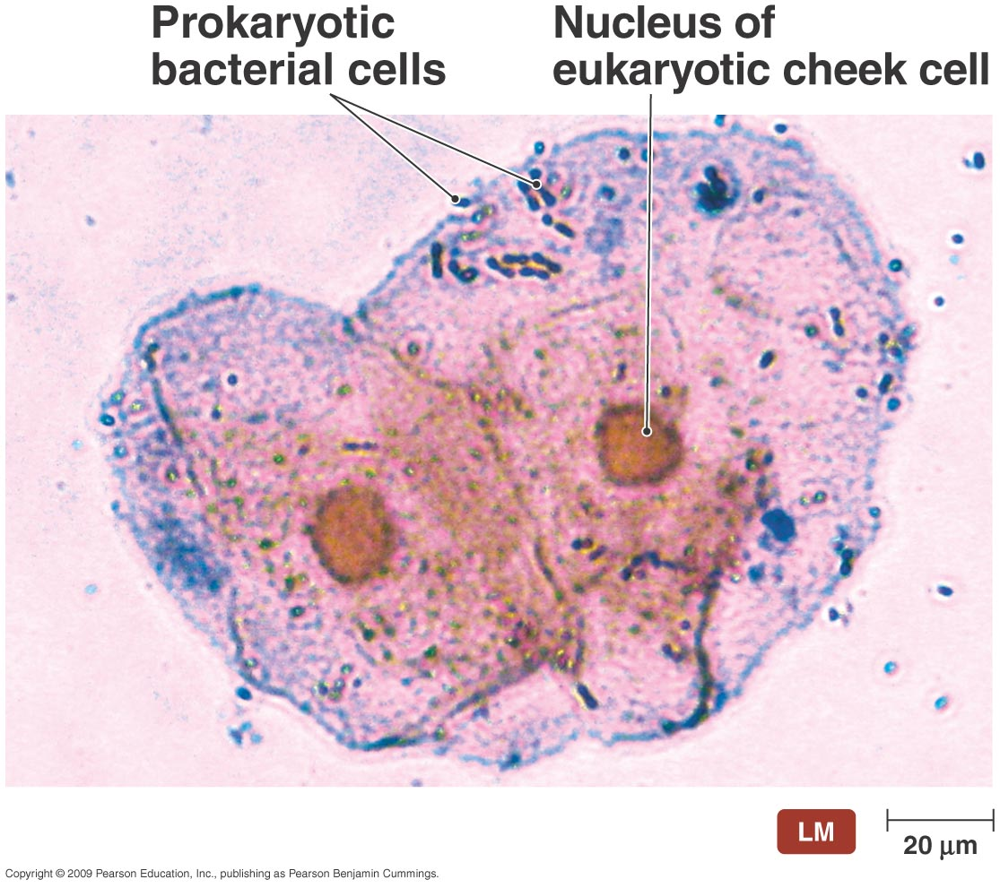 Prokaryotic
bacterial cells
Nucleus of
eukaryotic cheek cell
LM
20 μm
Copyright © 2009 Pearson Education, Inc., publishing as Pearson Benjamin Cummings.